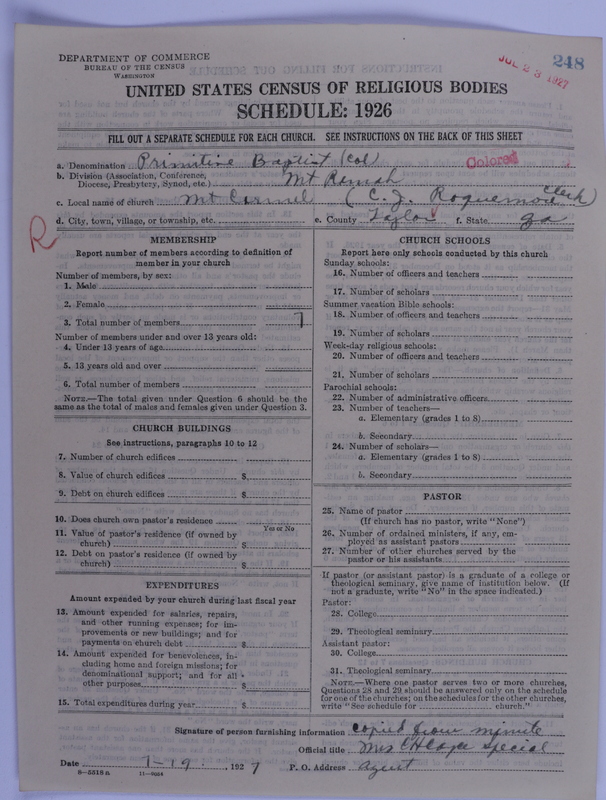 DEPARTMENT OF COMMERCE
BUREAU OF THE CENSUS
WASHINGTON
JUL 23 1927
248
UNITED STATES CENSUS OF RELIGIOUS BODIES
SCHEDULE: 1926
FILL OUT A SEPARATE SCHEDULE FOR EACH CHURCH. SEE INSTRUCTIONS ON THE BACK OF THIS SHEET
a. Denomination Primitive Baptist (Col) Colored
b. Division (Association, Conference, Diocese, Presbytery, Synod, etc.) Mt
c. Local name of church Mt Carmel (C. J. Roquemore Clerk)
d. City, town, village, or township, etc. e. County Taylor f. State Ga
R
MEMBERSHIP
Report number of members according to definition of
member in your church
Number of members, by sex:
1. Male
2. Female
3. Total number of members 7
Number of members under and over 13 years old:
4. Under 13 years of age
5. 13 years old and over
6. Total number of members
NOTE.—The total given under Question 6 should be the
same as the total of males and females given under Question 3.
CHURCH BUILDINGS
See instructions, paragraphs 10 to 12
7. Number of church edifices
8. Value of church edifices $
9. Debt on church edifices $
10. Does church own pastor's residence
Yes or No
11. Value of pastor's residence (if owned by
church) $
12. Debt on pastor's residence (if owned by
church) $
EXPENDITURES
Amount expended by your church during last fiscal year
13. Amount expended for salaries, repairs,
and other running expenses; for im-
provements or new buildings; and for
payments on church debt $
14. Amount expended for benevolences, in-
cluding home and foreign missions; for
denominational support; and for all
other purposes $
15. Total expenditures during year $
CHURCH SCHOOLS
Report here only schools conducted by this church
Sunday schools:
16. Number of officers and teachers
17. Number of scholars
Summer vacation Bible schools:
18. Number of officers and teachers
19. Number of scholars
Week-day religious schools:
20. Number of officers and teachers
21. Number of scholars
Parochial schools:
22. Number of administrative officers
23. Number of teachers—
a. Elementary (grades 1 to 8)
b. Secondary
24. Number of scholars—
a. Elementary (grades 1 to 8)
b. Secondary
PASTOR
25. Name of pastor
(If church has no pastor, write "None")
26. Number of ordained ministers, if any, em-
ployed as assistant pastors
27. Number of other churches served by the
pastor or his assistants
If pastor (or assistant pastor) is a graduate of a college or
theological seminary, give name of institution below. (If
not a graduate, write "No" in the space indicated.)
Pastor:
28. College
29. Theological seminary
Assistant pastor:
30. College
31. Theological seminary
NOTE.—Where one pastor serves two or more churches,
Questions 28 and 29 should be answered only on the schedule
for one of the churches; on the schedules for the other churches,
write "See schedule for church."
Signature of person furnishing information copied from minute
Official title Mrs Special
Date 1-19, 1927 P. O. Address Agent
8-5518 a 11-9564